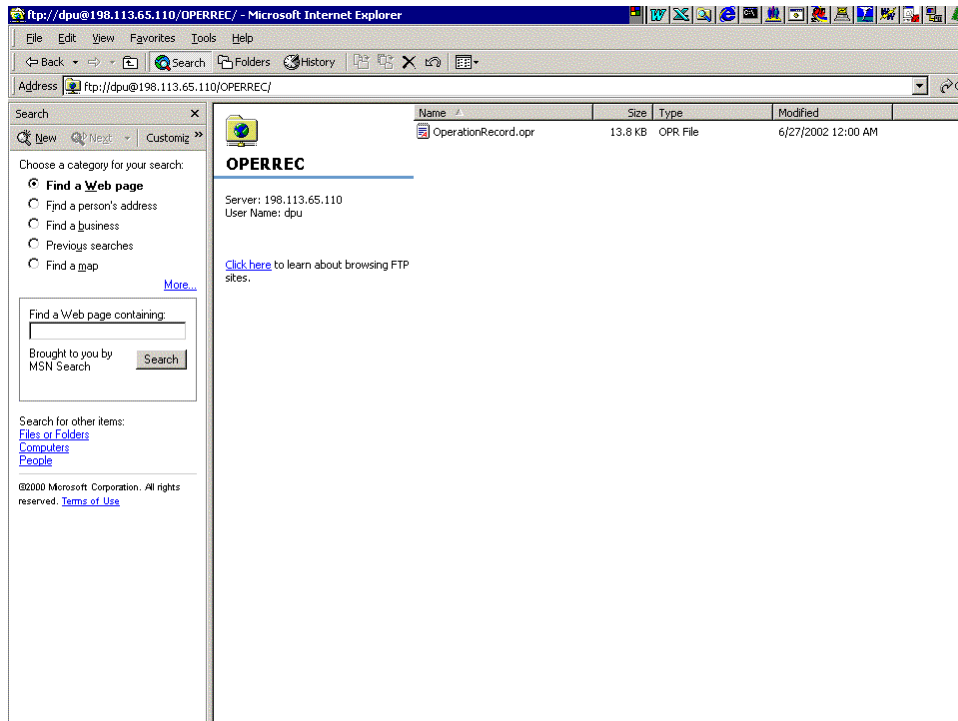 ftp://dpu@198.113.65.110/OPERREC/ - Microsoft Internet Explorer
File Edit View Favorites Tools Help
Back Search Folders History
Address ftp://dpu@198.113.65.110/OPERREC/
Search
New Next Customiz
Choose a category for your search:
Find a Web page
Find a person's address
Find a business
Previous searches
Find a map
More...
Find a Web page containing:
Brought to you by
MSN Search
Search
Search for other items:
Files or Folders
Computers
People
©2000 Microsoft Corporation. All rights
reserved. Terms of Use
OPERREC
Server: 198.113.65.110
User Name: dpu
Click here to learn about browsing FTP
sites.
Name Size Type Modified
OperationRecord.opr 13.8 KB OPR File 6/27/2002 12:00 AM